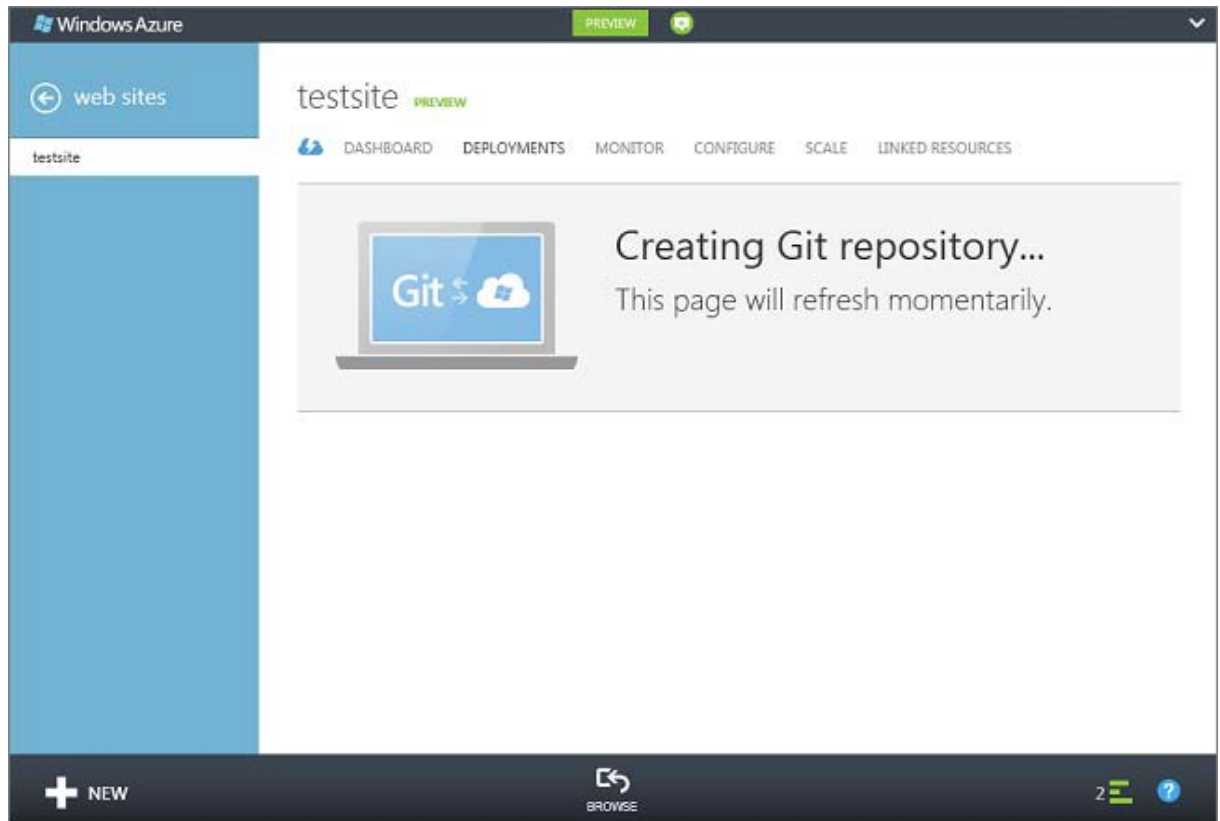 Windows Azure
PREVIEW
web sites
testsite PREVIEW
testsite
DASHBOARD DEPLOYMENTS MONITOR CONFIGURE SCALE LINKED RESOURCES
Git
Creating Git repository...
This page will refresh momentarily.
NEW
BROWSE
2
?